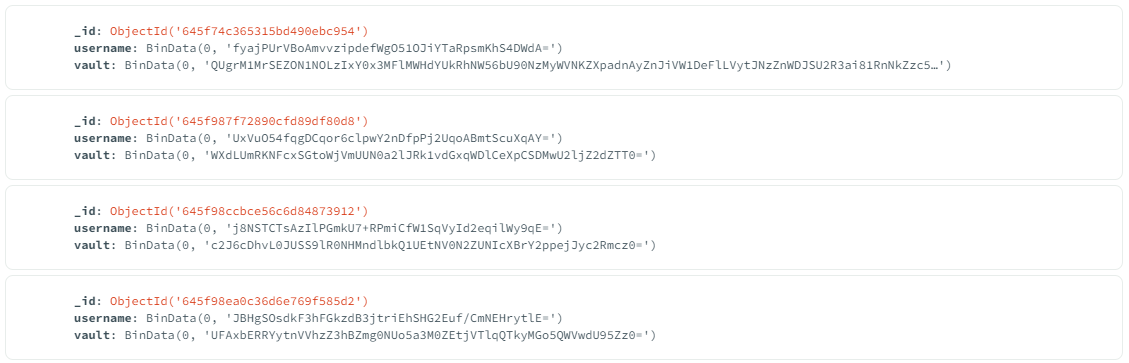 _id: ObjectId('645f74c365315bd490ebc954')
username: BinData(0, 'fyajPUrVBoAmvvzipdefWgO51OJiYTaRpsmKhS4DWdA=')
vault: BinData(0, 'QUgrM1MrSEZON1NOLzIxY0x3MFlMWHdYUkRhNW56bU90NzMyMWVNKZXpadnAyZnJiVW1DeFlLVytJNzZnWDJSU2R3ai81RnNkZzc5…')
_id: ObjectId('645f987f72890cfd89df80d8')
username: BinData(0, 'UxVuO54fqgDCqor6clpwY2nDfpPj2UqoABmtScuXqAY=')
vault: BinData(0, 'WXdLUmRKNFcxSGtoWjVmUUN0a2lJRk1vdGxqWDlCeXpCSDMwU2ljZ2dZTT0=')
_id: ObjectId('645f98ccbce56c6d84873912')
username: BinData(0, 'j8NSTCTsAzIlPGmkU7+RPmiCfW1SqVyId2eqilWy9qE=')
vault: BinData(0, 'c2J6cDhvL0JUSS9lR0NHMndlbkQ1UEtNV0N2ZUNIcXBrY2ppejJyc2Rmcz0=')
_id: ObjectId('645f98ea0c36d6e769f585d2')
username: BinData(0, 'JBHgSOsdkF3hFGkzdB3jtriEhSHG2Euf/CmNEHrytlE=')
vault: BinData(0, 'UFAxbERRYytnVVhzZ3hBZmg0NUo5a3M0ZEtjVTlqQTkyMGo5QWVwdU95Zz0=')